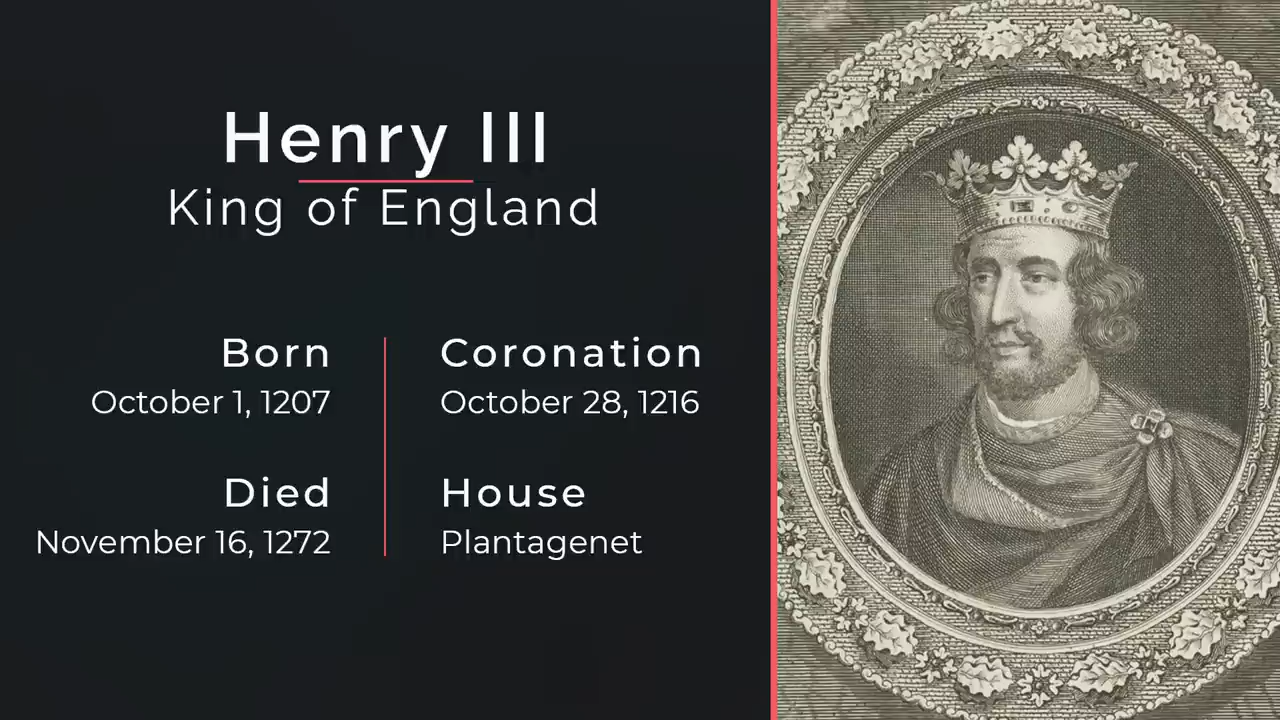 Henry III
King of England
Born
October 1, 1207
Coronation
October 28, 1216
Died
November 16, 1272
House
Plantagenet